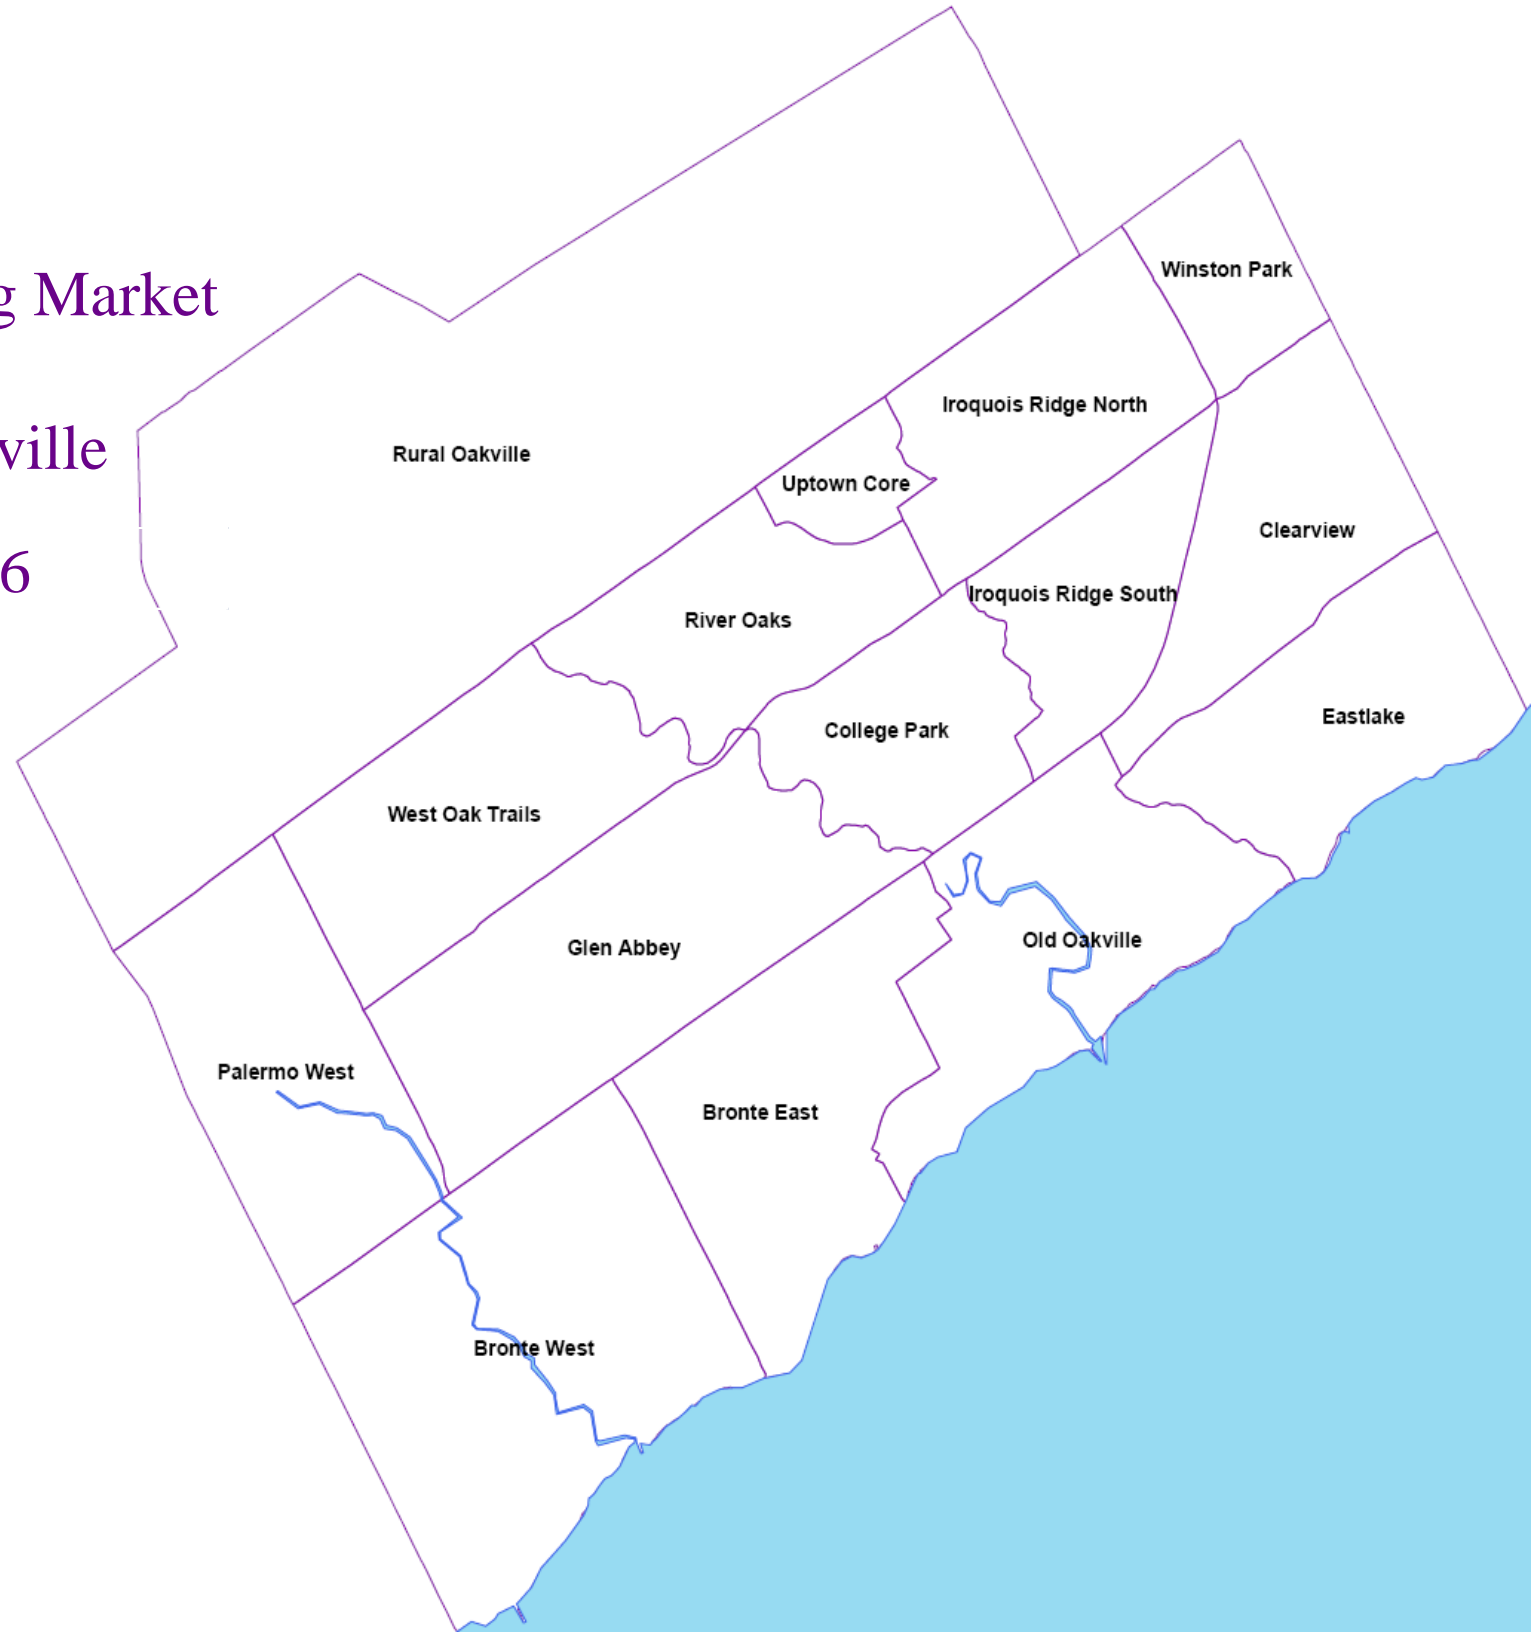 g Market
ville
6
Winston Park
Iroquois Ridge North
Rural Oakville
Uptown Core
Clearview
Iroquois Ridge South
River Oaks
Eastlake
College Park
West Oak Trails
Old Oakville
Glen Abbey
Palermo West
Bronte East
Bronte West